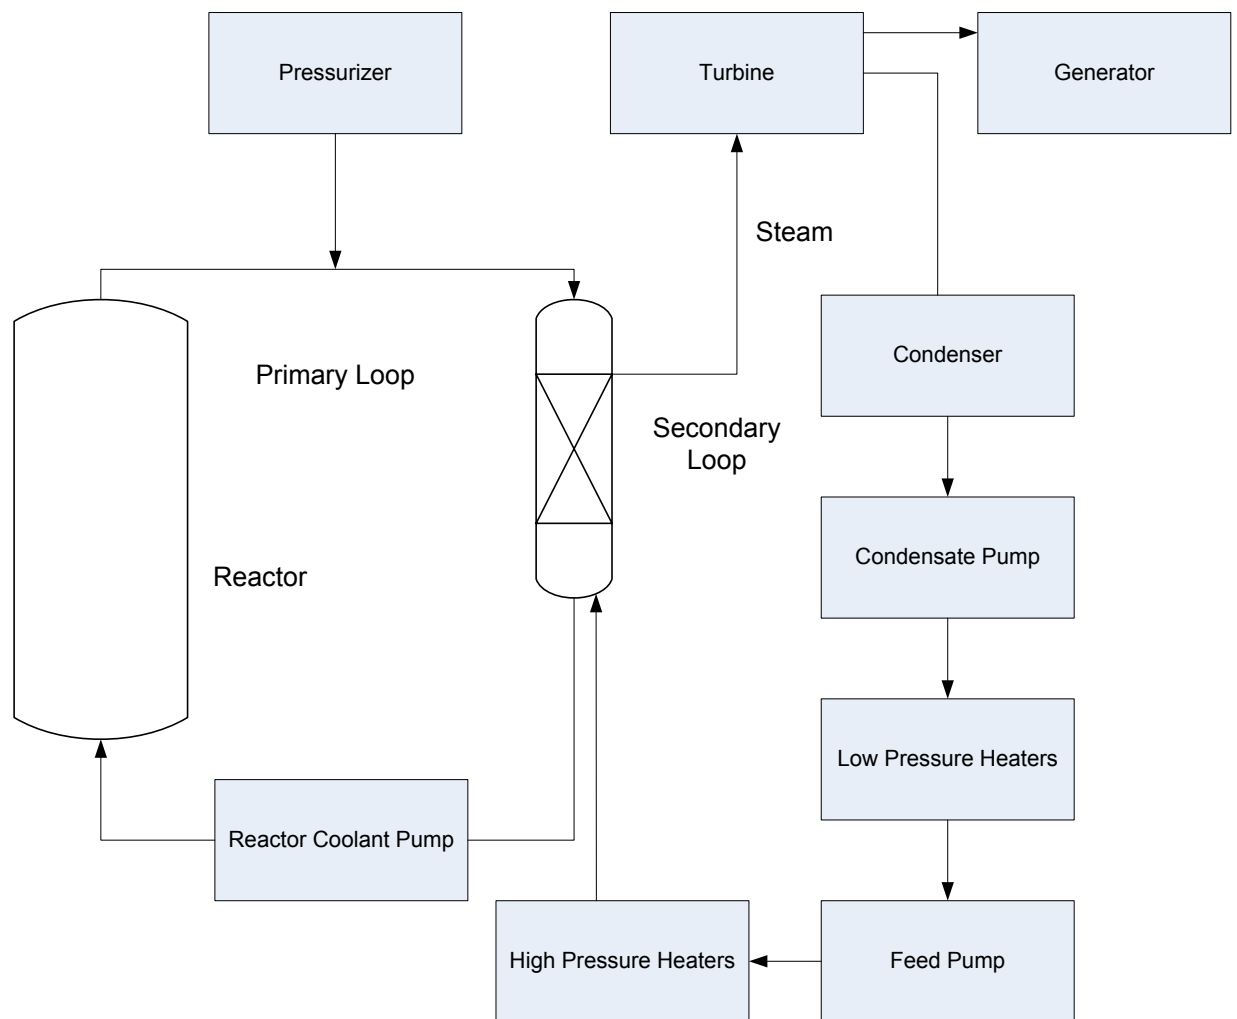 Pressurizer
Turbine
Generator
Steam
Condenser
Primary Loop
Secondary
Loop
Condensate Pump
Reactor
Low Pressure Heaters
Reactor Coolant Pump
High Pressure Heaters
Feed Pump